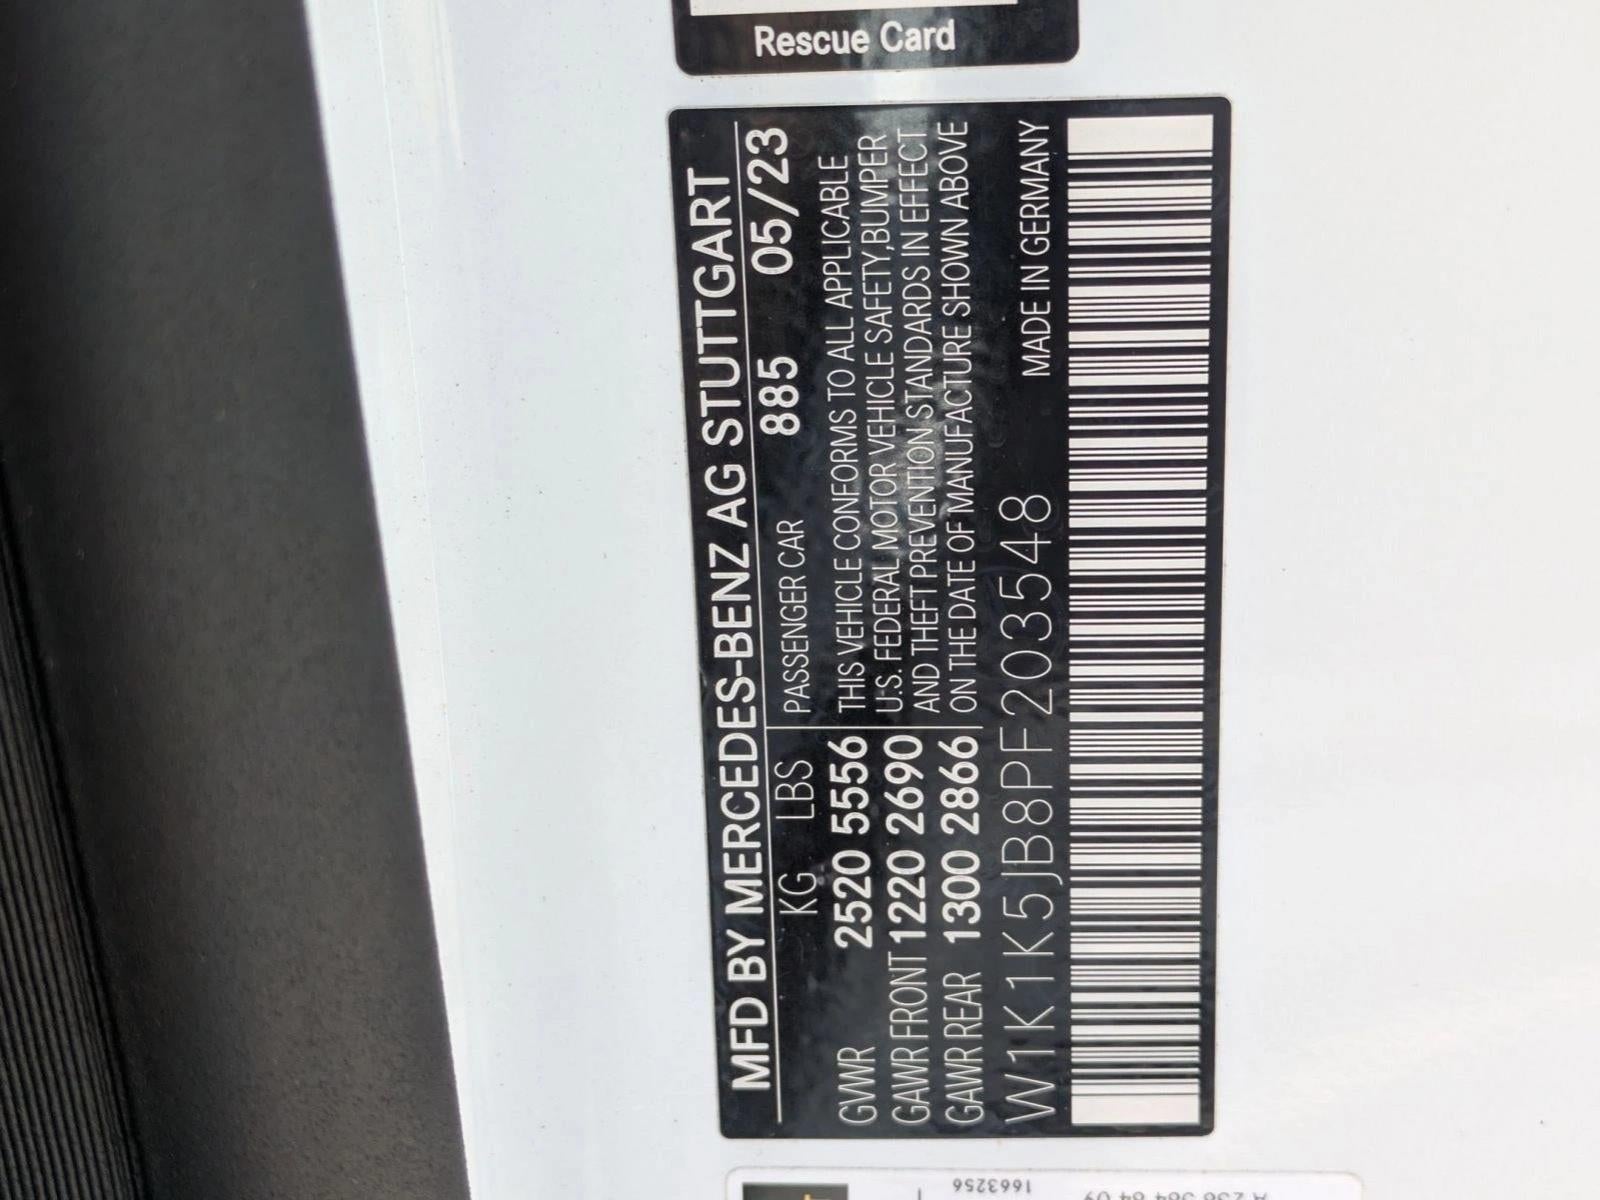 Rescue Card
MFD BY MERCEDES-BENZ AG STUTTGART
KG LBS PASSENGER CAR 885 05/23
GVWR 2520 5556
GAWR FRONT 1220 2690
GAWR REAR 1300 2866
THIS VEHICLE CONFORMS TO ALL APPLICABLE
U.S. FEDERAL MOTOR VEHICLE SAFETY, BUMPER
AND THEFT PREVENTION STANDARDS IN EFFECT
ON THE DATE OF MANUFACTURE SHOWN ABOVE
MADE IN GERMANY
W1K1K5JB8PF203548
1663256